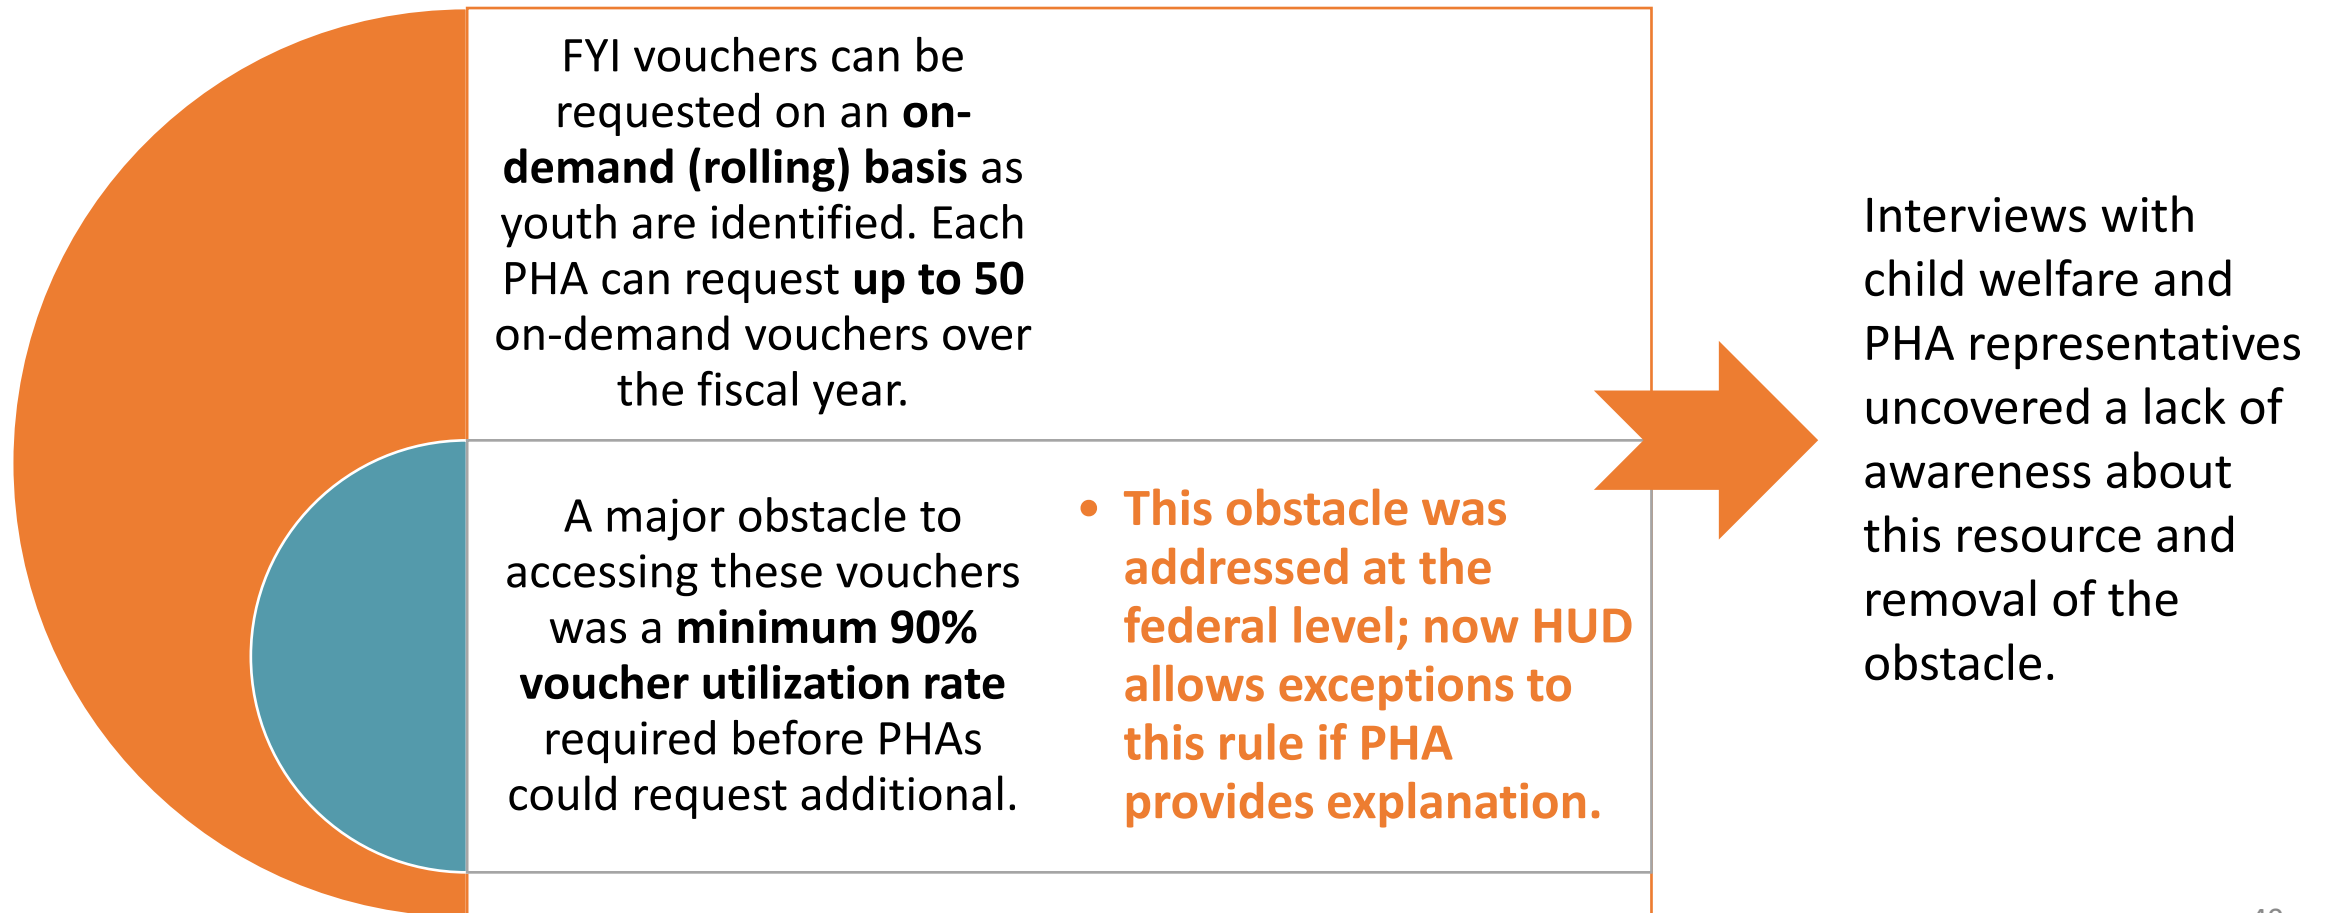 FYI vouchers can be
requested on an on-
demand (rolling) basis as
youth are identified. Each
PHA can request up to 50
on-demand vouchers over
the fiscal year.
A major obstacle to
accessing these vouchers
was a minimum 90%
voucher utilization rate
required before PHAs
could request additional.
• This obstacle was
addressed at the
federal level; now HUD
allows exceptions to
this rule if PHA
provides explanation.
Interviews with
child welfare and
PHA representatives
uncovered a lack of
awareness about
this resource and
removal of the
obstacle.